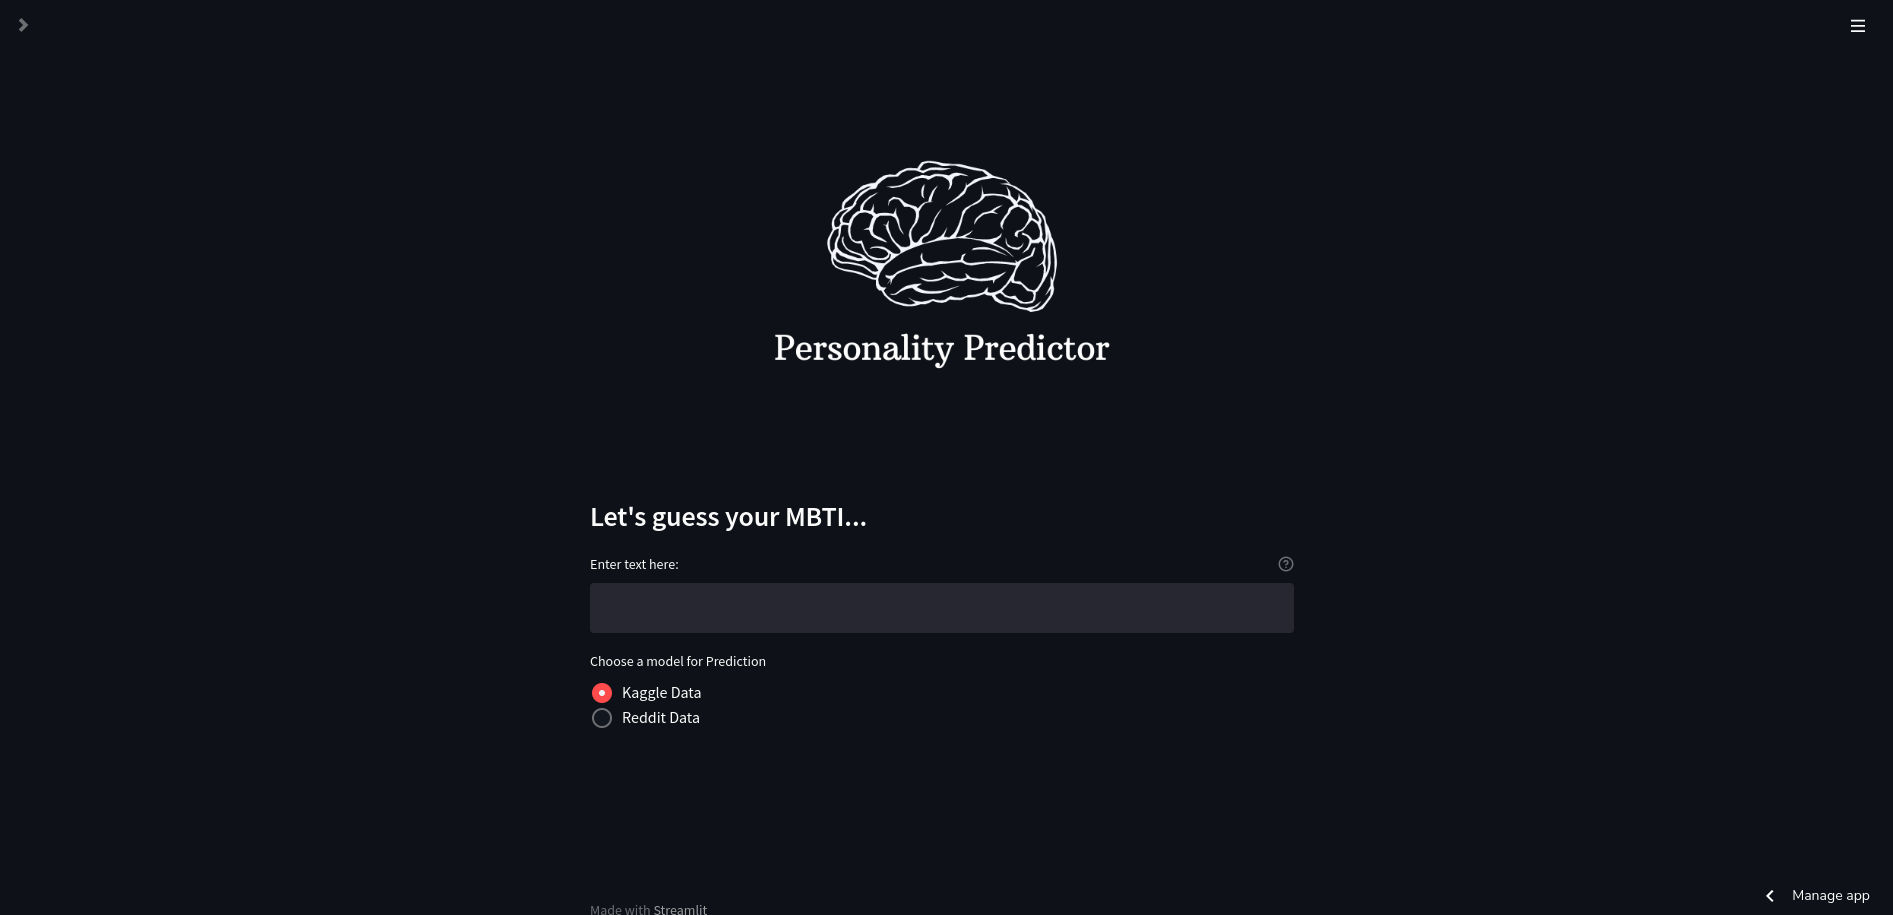 Personality Predictor
Let's guess your MBTI...
Enter text here:
Choose a model for Prediction
Kaggle Data
Reddit Data
Made with Streamlit
Manage app